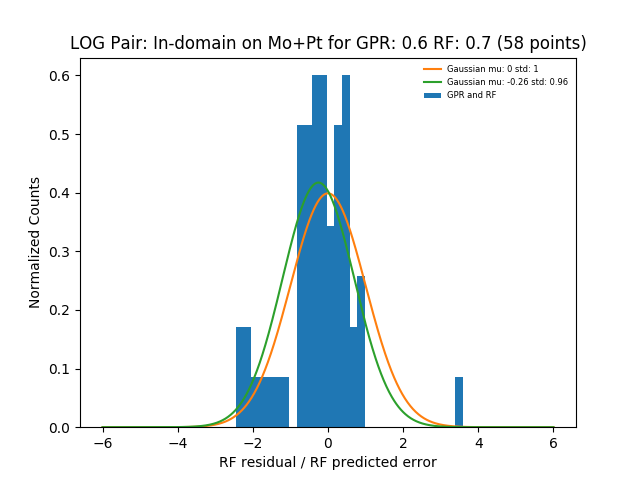 LOG Pair: In-domain on Mo+Pt for GPR: 0.6 RF: 0.7 (58 points)
Gaussian mu: 0 std: 1
Gaussian mu: -0.26 std: 0.96
GPR and RF
Normalized Counts
0.6
0.5
0.4
0.3
0.2
0.1
0.0
−6 −4 −2 0 2 4 6
RF residual / RF predicted error